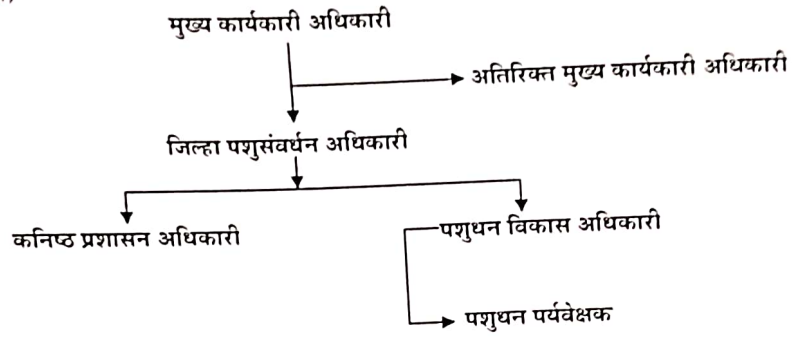 मुख्य कार्यकारी अधिकारी
अतिरिक्त मुख्य कार्यकारी अधिकारी
जिल्हा पशुसंवर्धन अधिकारी
कनिष्ठ प्रशासन अधिकारी
पशुधन विकास अधिकारी
पशुधन पर्यवेक्षक